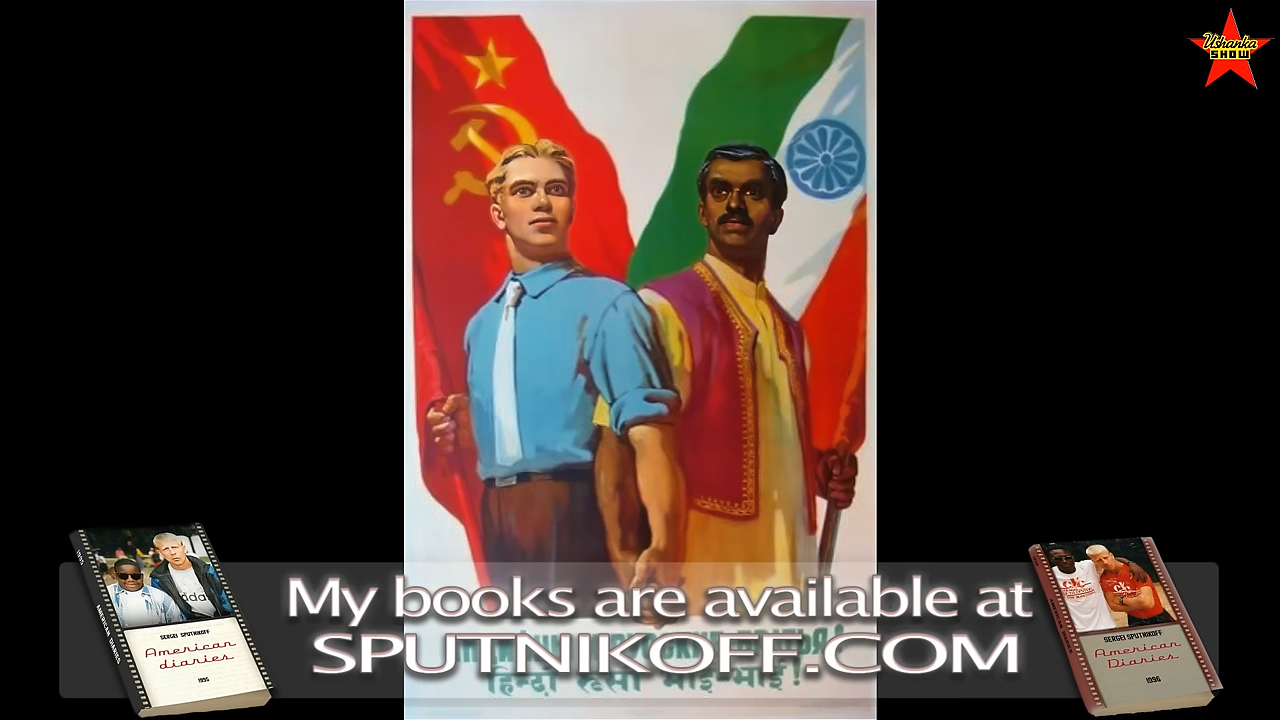 Ushanka
SHOW
My books are available at
SPUTNIKOFF.COM
हिन्दी रूसी भाई-भाई!
SERGEI SPUTNIKOFF
American
diaries
1995
SERGEI SPUTNIKOFF
American
Diaries
1996